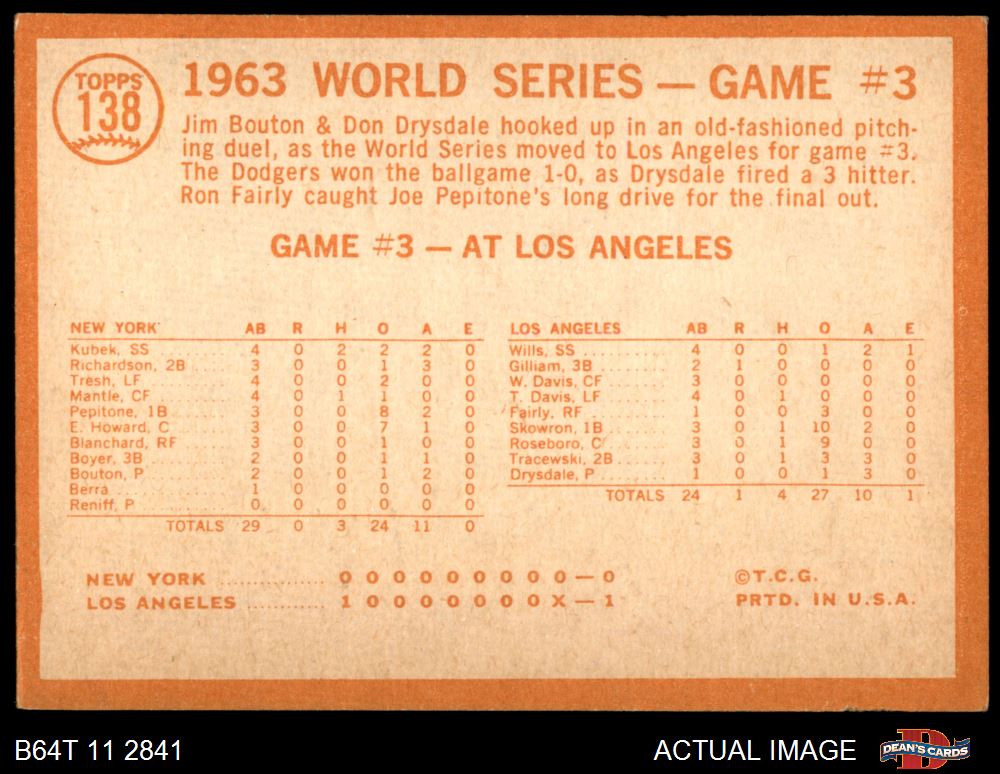 TOPPS
138
1963 WORLD SERIES — GAME #3
Jim Bouton & Don Drysdale hooked up in an old-fashioned pitch-
ing duel, as the World Series moved to Los Angeles for game #3.
The Dodgers won the ballgame 1-0, as Drysdale fired a 3 hitter.
Ron Fairly caught Joe Pepitone's long drive for the final out.
GAME #3 — AT LOS ANGELES
NEW YORK AB R H O A E
Kubek, SS 4 0 2 2 2 0
Richardson, 2B 3 0 0 1 3 0
Tresh, LF 4 0 0 2 0 0
Mantle, CF 4 0 1 1 0 0
Pepitone, 1B 3 0 0 8 2 0
E. Howard, C 3 0 0 7 1 0
Blanchard, RF 3 0 0 1 0 0
Boyer, 3B 2 0 0 1 1 0
Bouton, P 2 0 0 1 2 0
Berra 1 0 0 0 0 0
Reniff, P 0 0 0 0 0 0
TOTALS 29 0 3 24 11 0
LOS ANGELES AB R H O A E
Wills, SS 4 0 0 1 2 1
Gilliam, 3B 2 1 0 0 0 0
W. Davis, CF 3 0 0 0 0 0
T. Davis, LF 4 0 1 0 0 0
Fairly, RF 1 0 0 3 0 0
Skowron, 1B 3 0 1 10 2 0
Roseboro, C 3 0 1 9 0 0
Tracewski, 2B 3 0 1 3 3 0
Drysdale, P 1 0 0 1 3 0
TOTALS 24 1 4 27 10 1
NEW YORK 0 0 0 0 0 0 0 0 0 — 0
LOS ANGELES 1 0 0 0 0 0 0 0 X — 1
©T.C.G.
PRTD. IN U.S.A.
B64T 11 2841
ACTUAL IMAGE
DEAN'S CARDS